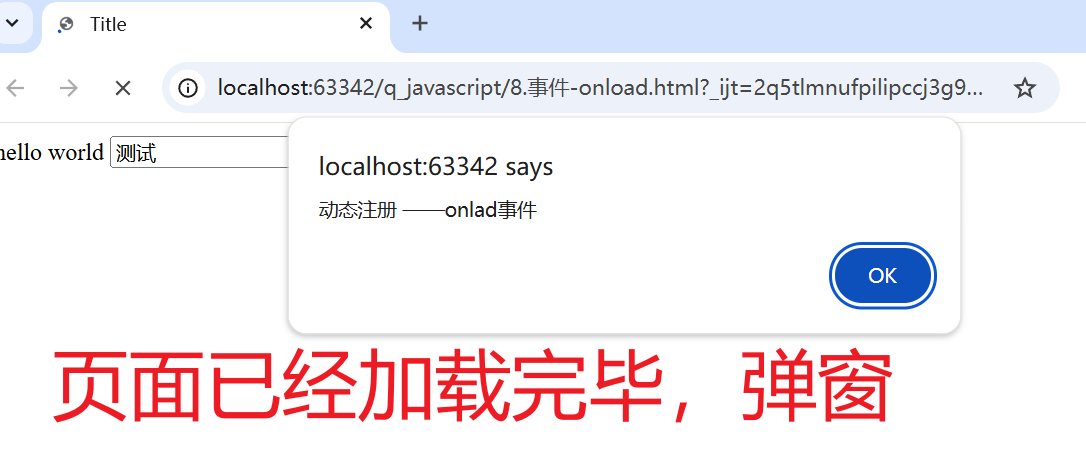 Title
localhost:63342/q_javascript/8.事件-onload.html?_ijt=2q5tlmnufpilipccj3g9...
hello world 测试
localhost:63342 says
动态注册 ——onlad事件
OK
页面已经加载完毕，弹窗